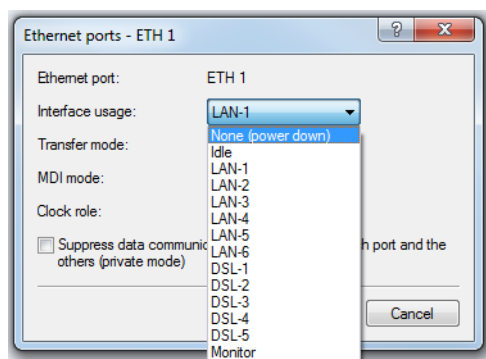 Ethernet ports - ETH 1
?
X
Ethernet port:
ETH 1
Interface usage:
LAN-1
Transfer mode:
MDI mode:
Clock role:
None (power down)
Idle
LAN-1
LAN-2
LAN-3
LAN-4
LAN-5
LAN-6
DSL-1
DSL-2
DSL-3
DSL-4
DSL-5
Monitor
Suppress data communic h port and the
others (private mode)
Cancel